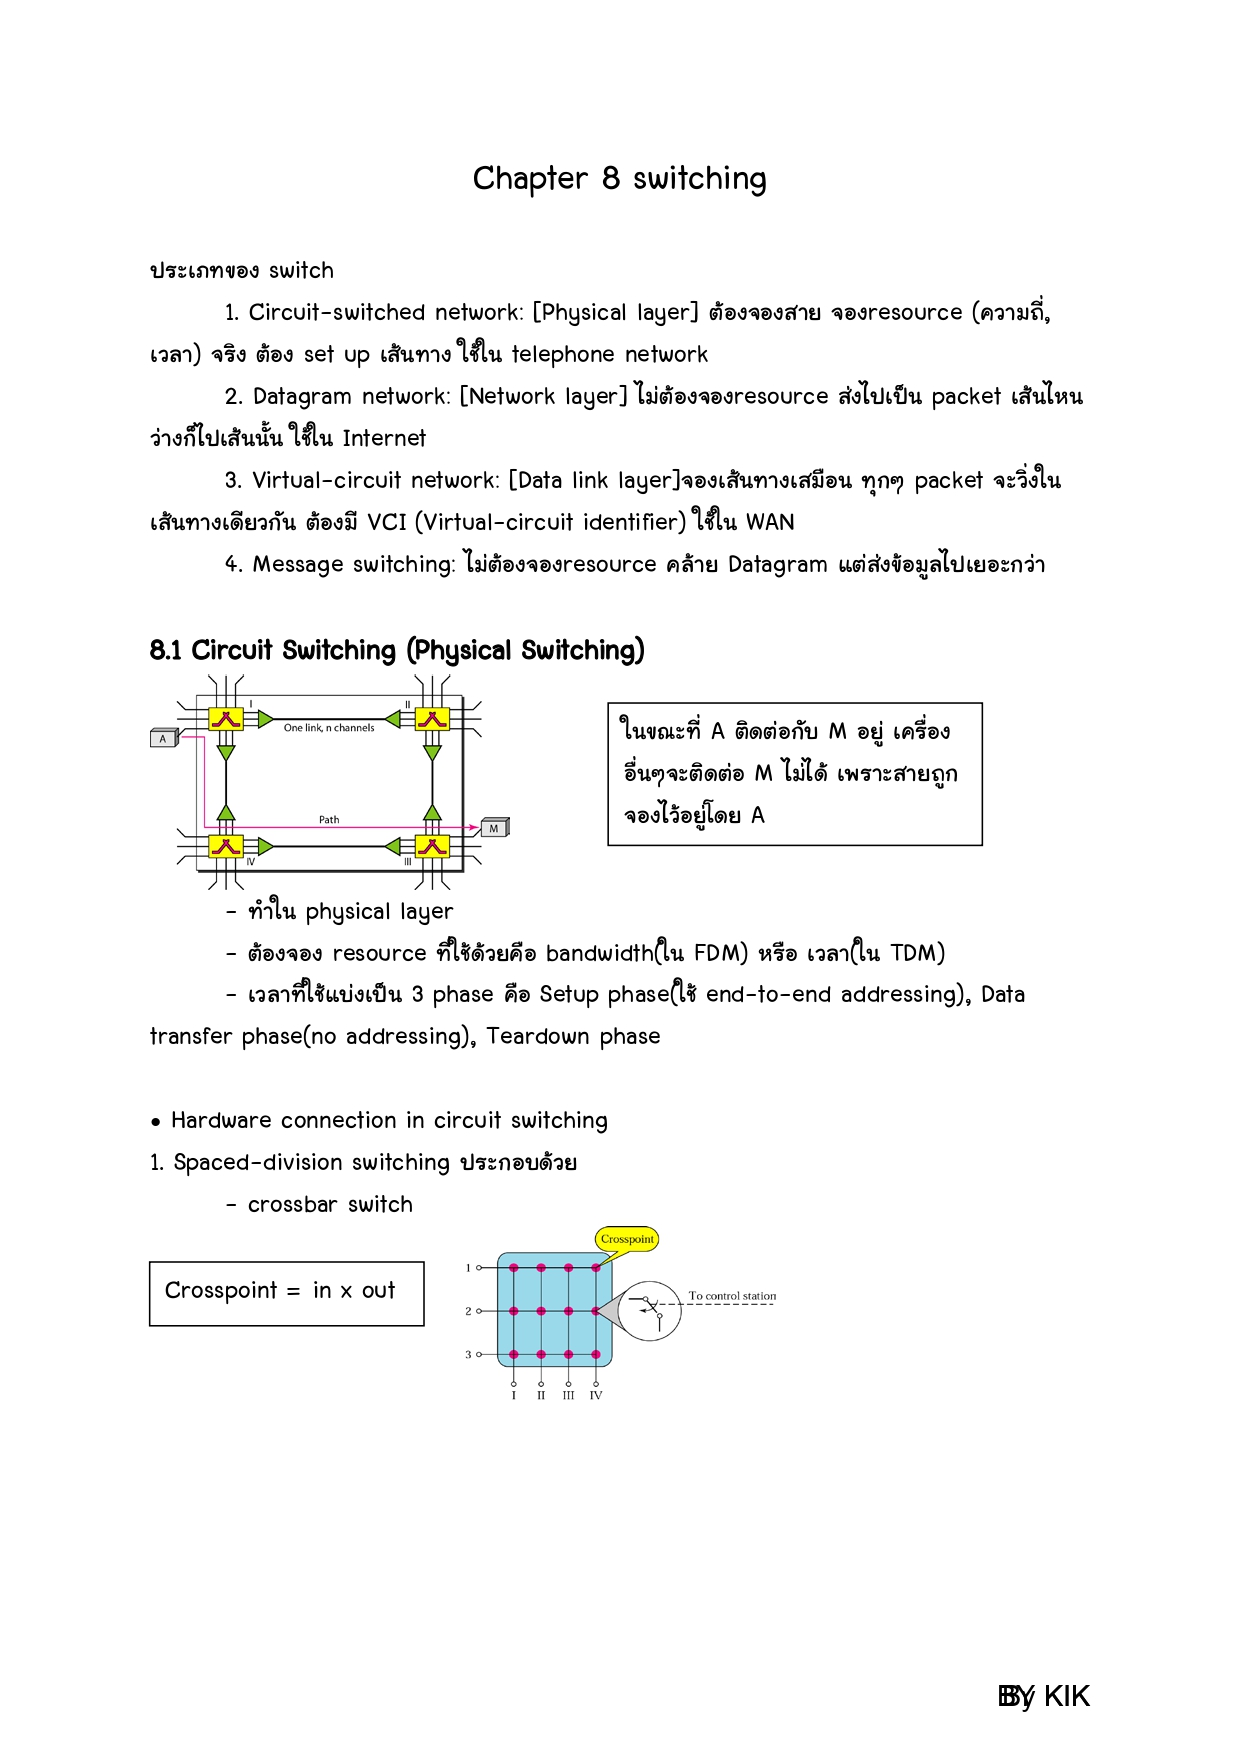 Chapter 8 switching
ประเภทของ switch
1. Circuit-switched network: [Physical layer] ต้องจองสาย จองresource (ความถี่,
เวลา) จริง ต้อง set up เส้นทาง ใช้ใน telephone network
2. Datagram network: [Network layer] ไม่ต้องจองresource ส่งไปเป็น packet เส้นไหน
ว่างก็ไปเส้นนั้น ใช้ใน Internet
3. Virtual-circuit network: [Data link layer]จองเส้นทางเสมือน ทุกๆ packet จะวิ่งใน
เส้นทางเดียวกัน ต้องมี VCI (Virtual-circuit identifier) ใช้ใน WAN
4. Message switching: ไม่ต้องจองresource คล้าย Datagram แต่ส่งข้อมูลไปเยอะกว่า
8.1 Circuit Switching (Physical Switching)
I
II
One link, n channels
A
Path
M
IV
III
ในขณะที่ A ติดต่อกับ M อยู่ เครื่อง
อื่นๆจะติดต่อ M ไม่ได้ เพราะสายถูก
จองไว้อยู่โดย A
- ทำใน physical layer
- ต้องจอง resource ที่ใช้ด้วยคือ bandwidth(ใน FDM) หรือ เวลา(ใน TDM)
- เวลาที่ใช้แบ่งเป็น 3 phase คือ Setup phase(ใช้ end-to-end addressing), Data
transfer phase(no addressing), Teardown phase
• Hardware connection in circuit switching
1. Spaced-division switching ประกอบด้วย
- crossbar switch
Crosspoint = in x out
Crosspoint
1
2
3
To control station
I II III IV
By KIK